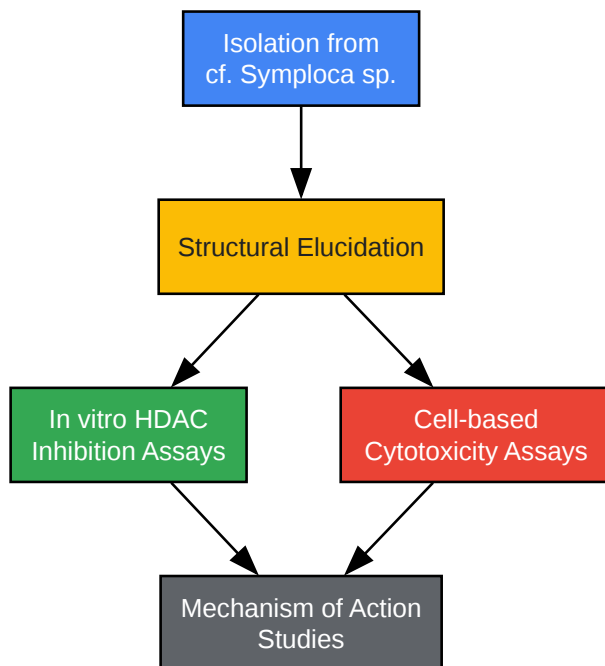 Isolation from
cf. Symploca sp.
Structural Elucidation
In vitro HDAC
Inhibition Assays
Cell-based
Cytotoxicity Assays
Mechanism of Action
Studies